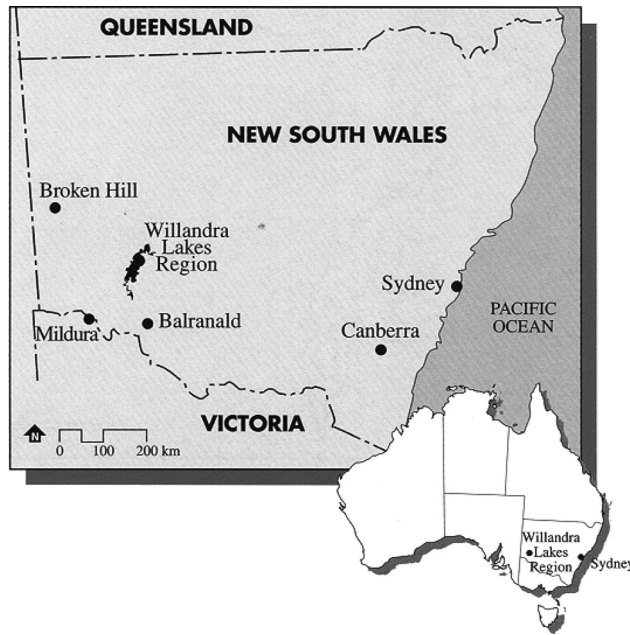 QUEENSLAND
NEW SOUTH WALES
Broken Hill
Willandra
Lakes
Region
Sydney
PACIFIC
OCEAN
Mildura
Balranald
Canberra
VICTORIA
N
0 100 200 km
Willandra
Lakes
Region
Sydney